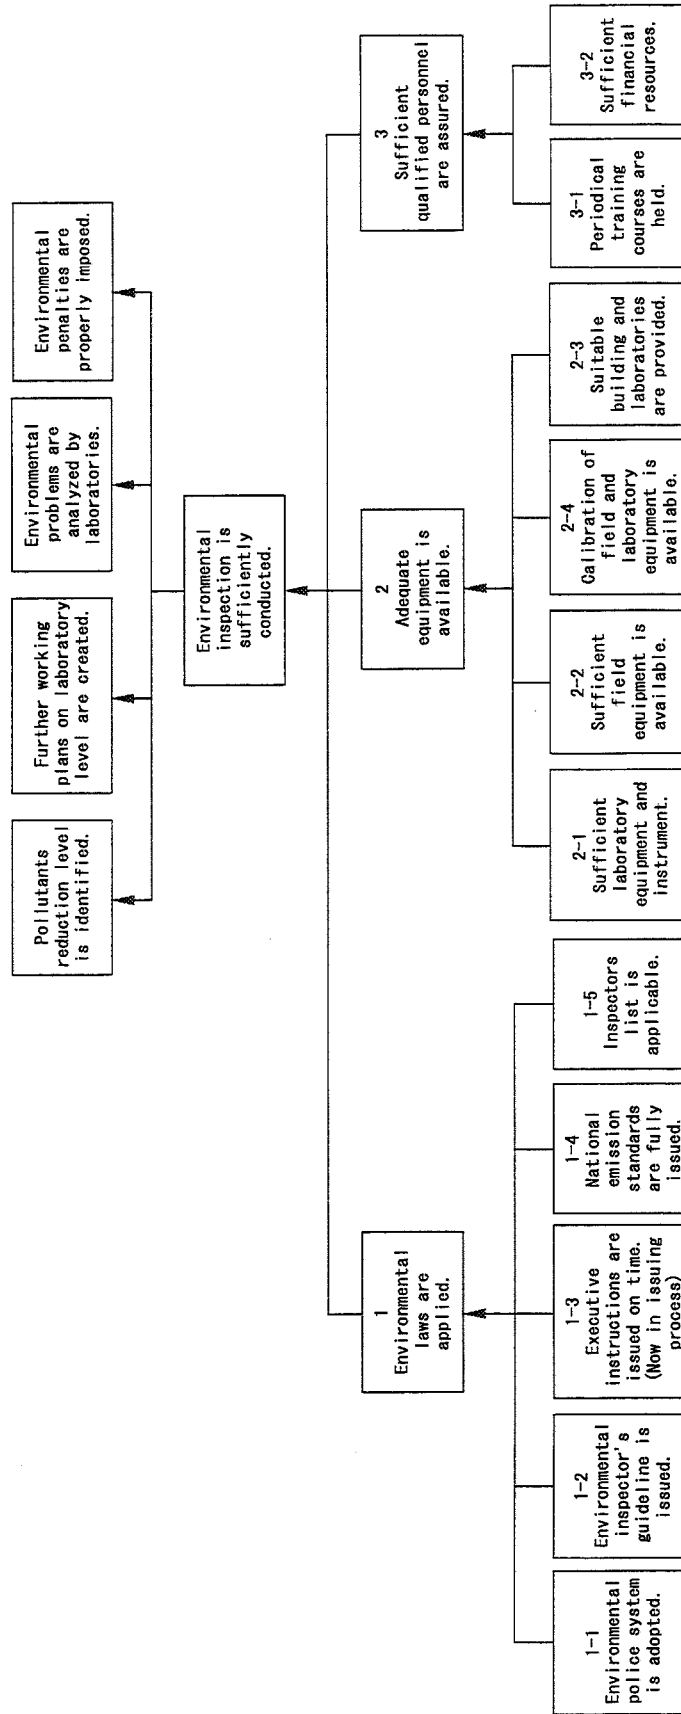 Pollutants
reduction level
is identified.
Further working
plans on laboratory
level are created.
Environmental
problems are
analyzed by
laboratories.
Environmental
penalties are
properly imposed.
Environmental
inspection is
sufficiently
conducted.
1
Environmental
laws are
applied.
2
Adequate
equipment is
available.
3
Sufficient
qualified personnel
are assured.
1-1
Environmental
police system
is adopted.
1-2
Environmental
inspector's
guideline is
issued.
1-3
Executive
instructions are
issued on time.
(Now in issuing
process)
1-4
National
emission
standards
are fully
issued.
1-5
Inspectors
list is
applicable.
2-1
Sufficient
laboratory
equipment and
instrument.
2-2
Sufficient
field
equipment is
available.
2-4
Calibration of
field and
laboratory
equipment is
available.
2-3
Suitable
building and
laboratories
are provided.
3-1
Periodical
training
courses are
held.
3-2
Sufficient
financial
resources.